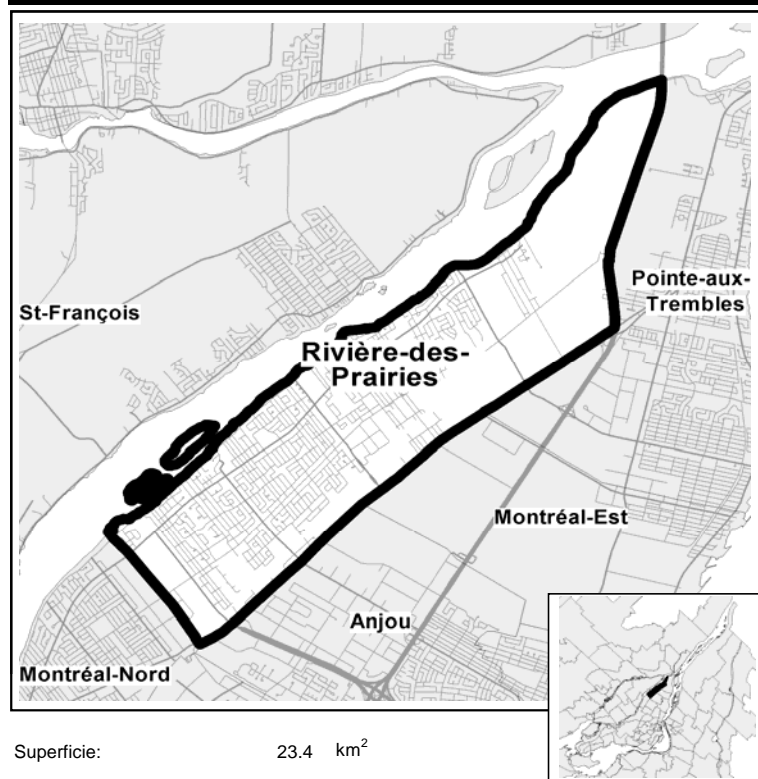 St-François
Rivière-des-
Prairies
Pointe-aux-
Trembles
Montréal-Est
Anjou
Montréal-Nord
Superficie: 23.4 km²